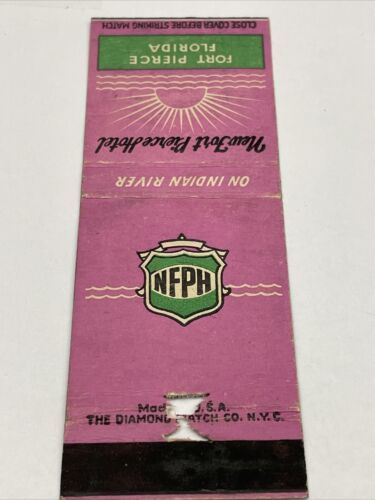 CLOSE COVER BEFORE STRIKING MATCH
FORT PIERCE
FLORIDA
New Fort Pierce Hotel
ON INDIAN RIVER
NFPH
U.S.A.
THE DIAMOND MATCH CO. N.Y.C.